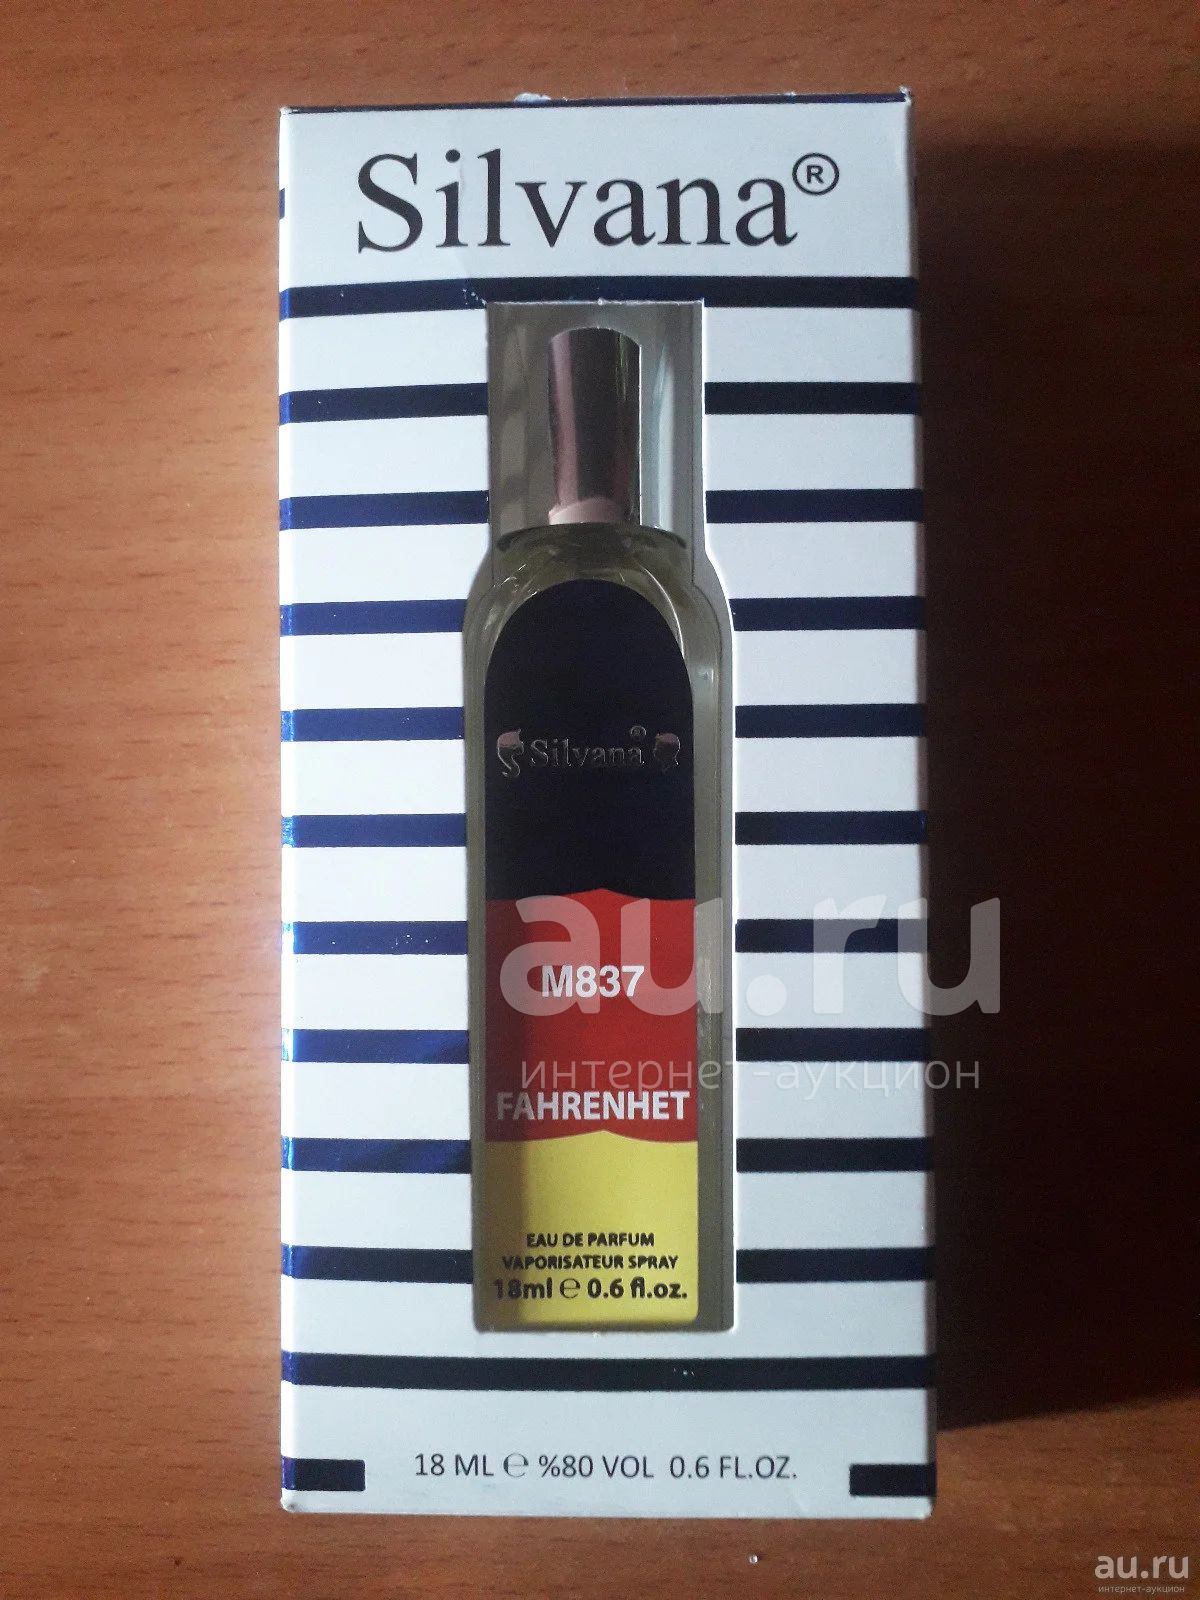 Silvana®
Silvana®
M837
FAHRENHET
EAU DE PARFUM
VAPORISATEUR SPRAY
18ml ℮ 0.6 fl.oz.
18 ML ℮ %80 VOL 0.6 FL.OZ.
au.ru
интернет-аукцион
au.ru
интернет-аукцион